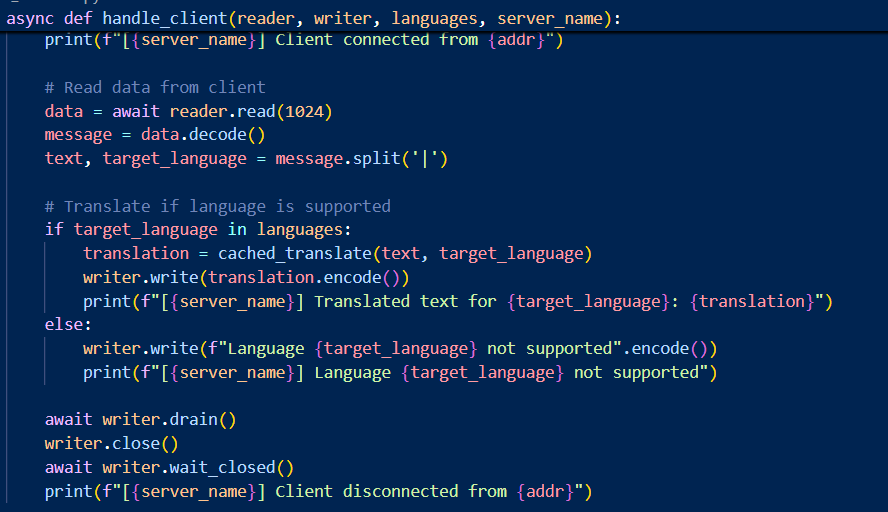 async def handle_client(reader, writer, languages, server_name):
    print(f"[{server_name}] Client connected from {addr}")

    # Read data from client
    data = await reader.read(1024)
    message = data.decode()
    text, target_language = message.split('|')

    # Translate if language is supported
    if target_language in languages:
        translation = cached_translate(text, target_language)
        writer.write(translation.encode())
        print(f"[{server_name}] Translated text for {target_language}: {translation}")
    else:
        writer.write(f"Language {target_language} not supported".encode())
        print(f"[{server_name}] Language {target_language} not supported")

    await writer.drain()
    writer.close()
    await writer.wait_closed()
    print(f"[{server_name}] Client disconnected from {addr}")